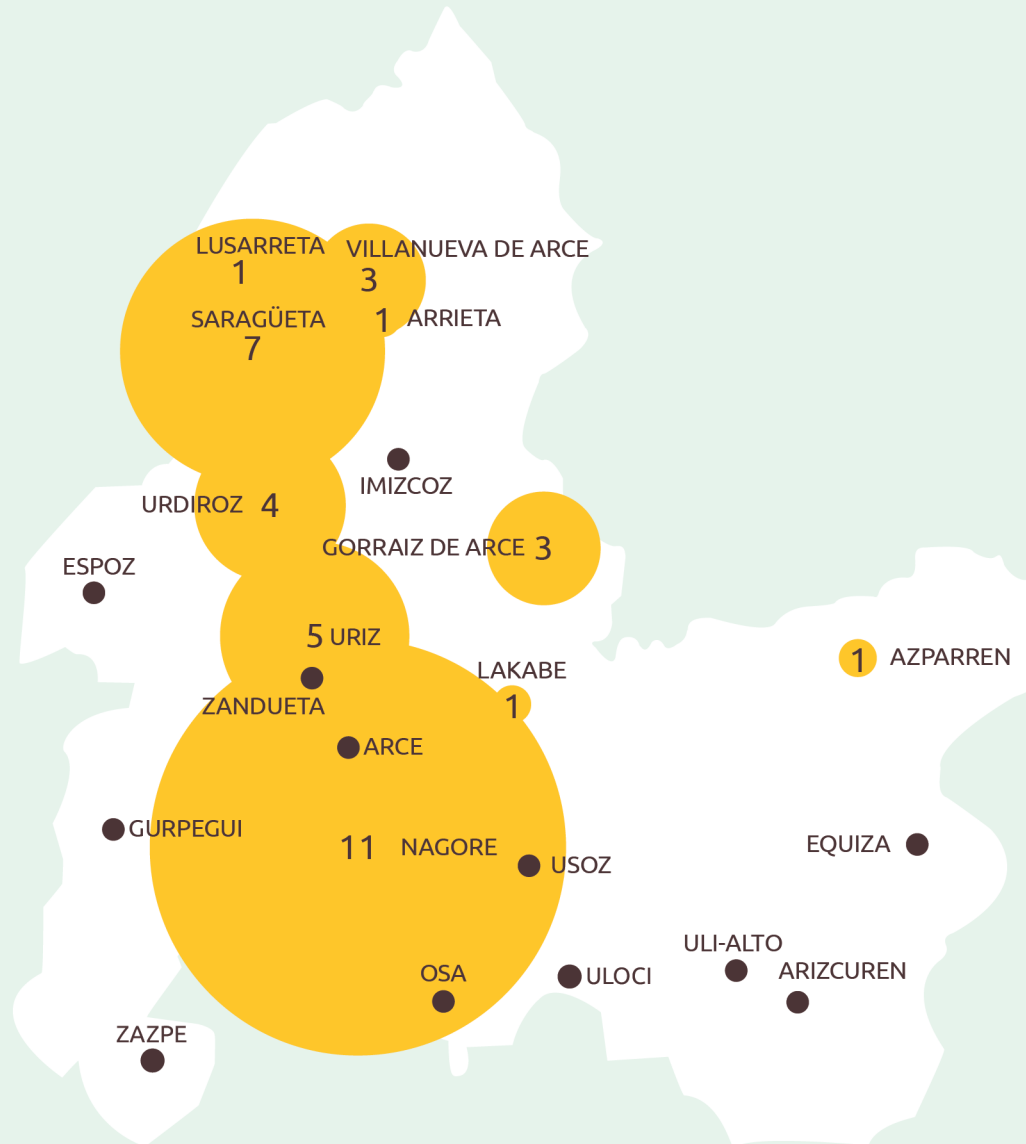 LUSARRETA
1
VILLANUEVA DE ARCE
3
SARAGÜETA
7
1 ARRIETA
IMIZCOZ
URDIROZ 4
GORRAIZ DE ARCE 3
ESPOZ
5 URIZ
LAKABE
1
1 AZPARREN
ZANDUETA
ARCE
GURPEGUI
11 NAGORE
USOZ
EQUIZA
ULI-ALTO
ARIZCUREN
OSA
ULOCI
ZAZPE